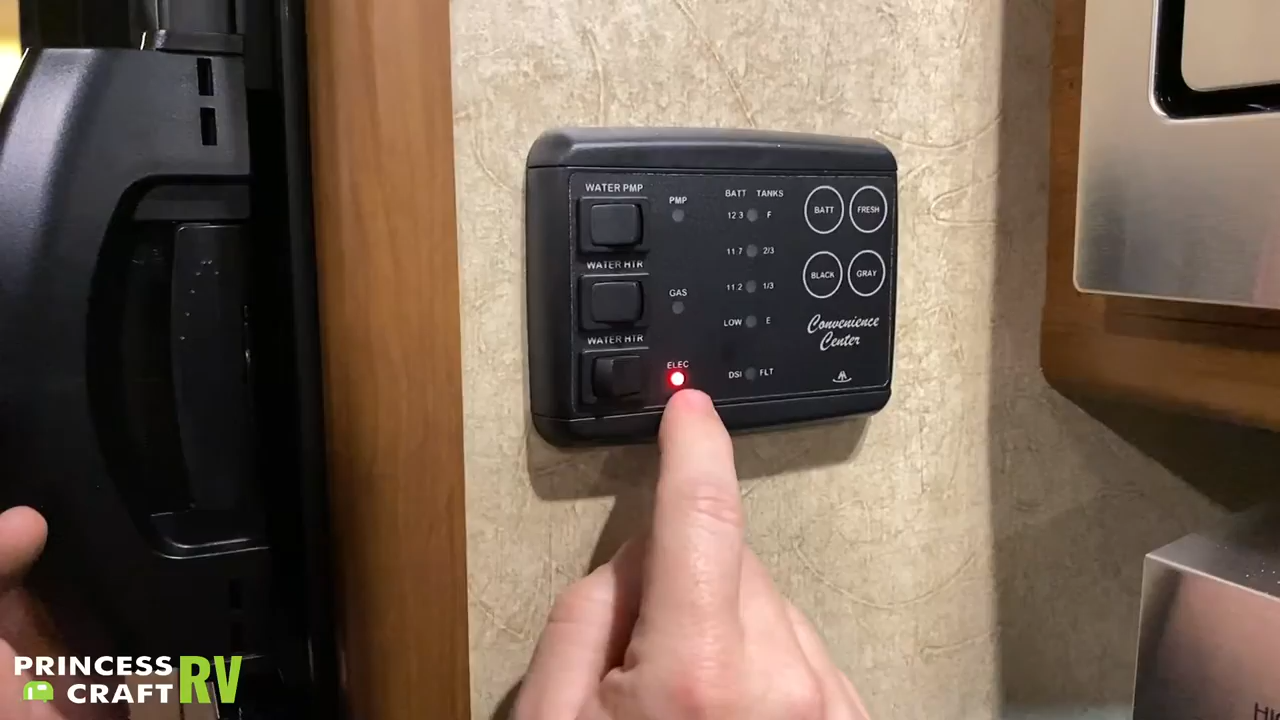 WATER PMP
PMP
BATT TANKS
12.3 F
11.7 2/3
11.2 1/3
LOW E
DSI FLT
BATT
FRESH
BLACK
GRAY
WATER HTR
GAS
WATER HTR
ELEC
Convenience
Center
PRINCESS
CRAFT
RV